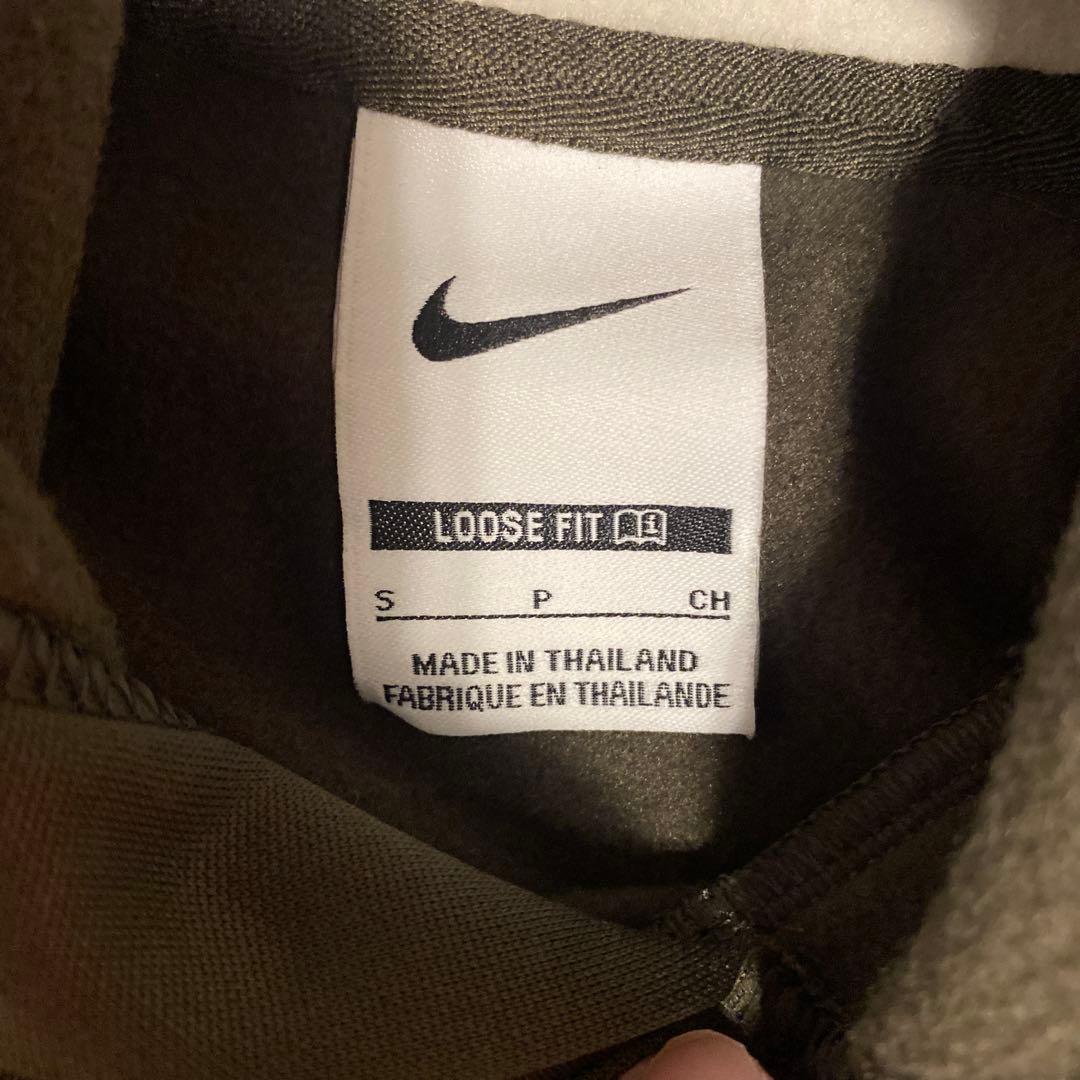 LOOSE FIT
S P CH
MADE IN THAILAND
FABRIQUE EN THAILANDE